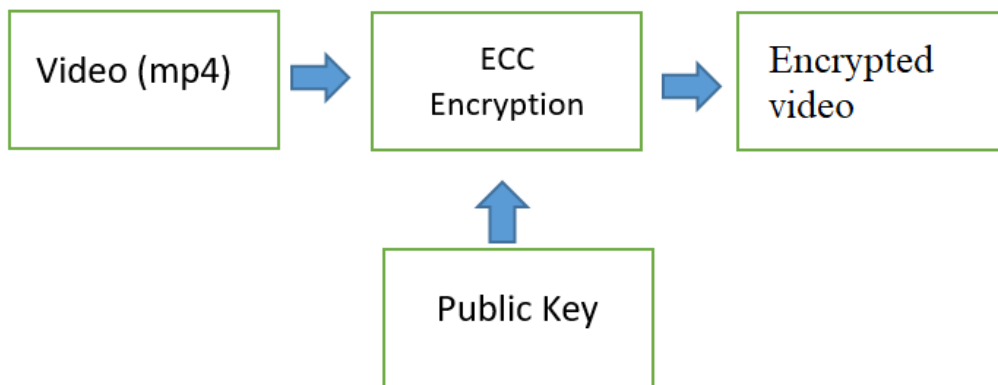 Video (mp4)
ECC
Encryption
Encrypted
video
Public Key